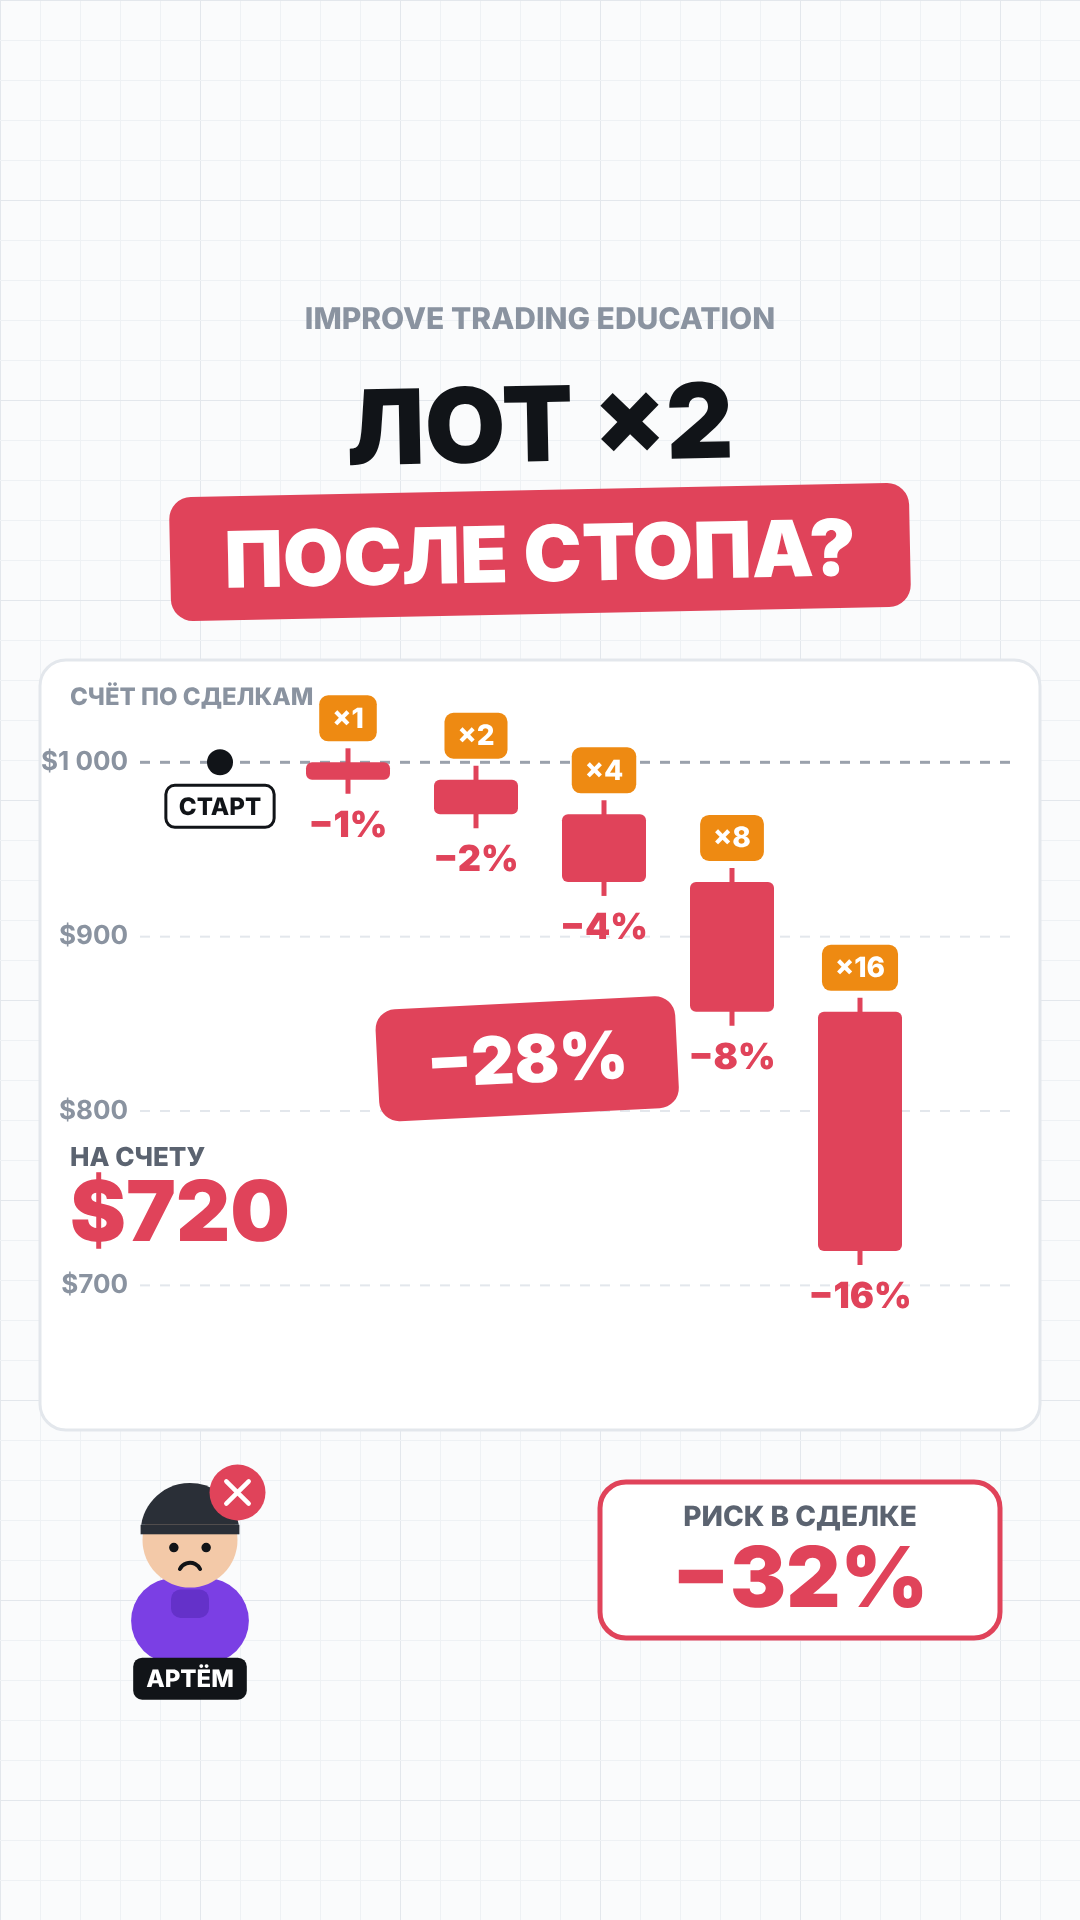 IMPROVE TRADING EDUCATION
ЛОТ ×2
ПОСЛЕ СТОПА?
СЧЁТ ПО СДЕЛКАМ
×1
×2
×4
×8
×16
$1 000
СТАРТ
−1%
−2%
−4%
−8%
−16%
$900
−28%
$800
НА СЧЕТУ
$720
$700
РИСК В СДЕЛКЕ
−32%
АРТЁМ